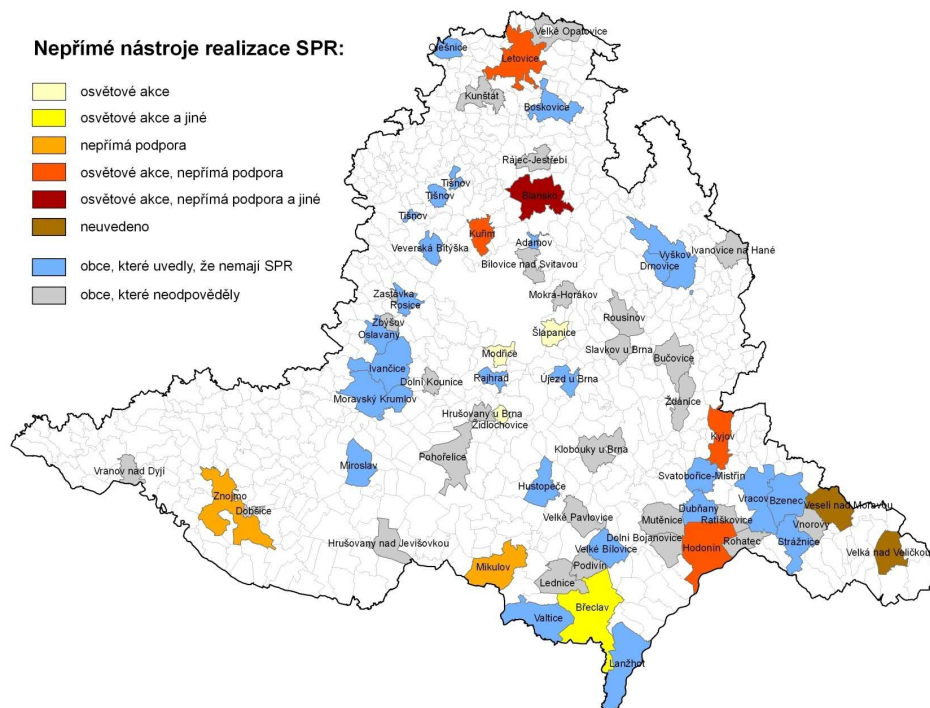 Nepřímé nástroje realizace SPR:
osvětové akce
osvětové akce a jiné
nepřímá podpora
osvětové akce, nepřímá podpora
osvětové akce, nepřímá podpora a jiné
neuvedeno
obce, které uvedly, že nemají SPR
obce, které neodpověděly
Velké Opatovice
Olešnice
Letovice
Kunštát
Boskovice
Rájec-Jestřebí
Tišnov
Tišnov
Blansko
Tišnov
Kuřim
Adamov
Veverská Bítýška
Bílovice nad Svitavou
Vyškov
Drnovice
Ivanovice na Hané
Zastávka
Rosice
Mokrá-Horákov
Rousínov
Zbýšov
Oslavany
Šlapanice
Slavkov u Brna
Modřice
Bučovice
Ivančice
Dolní Kounice
Rajhrad
Újezd u Brna
Moravský Krumlov
Ždánice
Hrušovany u Brna
Židlochovice
Kyjov
Klobouky u Brna
Pohořelice
Miroslav
Vranov nad Dyjí
Svatobořice-Mistřín
Hustopeče
Znojmo
Dobšice
Vracov
Bzenec
Veselí nad Moravou
Dubňany
Velké Pavlovice
Mutěnice
Ratíškovice
Vnorovy
Dolní Bojanovice
Rohatec
Strážnice
Hrušovany nad Jevišovkou
Velké Bílovice
Hodonín
Velká nad Veličkou
Podivín
Mikulov
Lednice
Břeclav
Valtice
Lanžhot